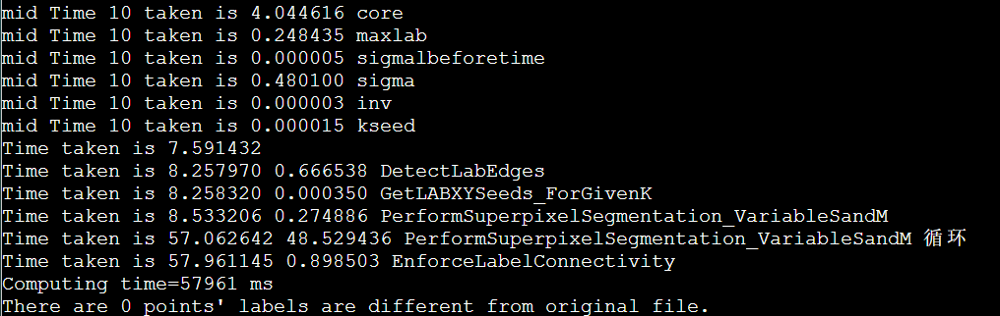 mid Time 10 taken is 4.044616 core
mid Time 10 taken is 0.248435 maxlab
mid Time 10 taken is 0.000005 sigmalbeforetime
mid Time 10 taken is 0.480100 sigma
mid Time 10 taken is 0.000003 inv
mid Time 10 taken is 0.000015 kseed
Time taken is 7.591432
Time taken is 8.257970 0.666538 DetectLabEdges
Time taken is 8.258320 0.000350 GetLABXYSeeds_ForGivenK
Time taken is 8.533206 0.274886 PerformSuperpixelSegmentation_VariableSandM
Time taken is 57.062642 48.529436 PerformSuperpixelSegmentation_VariableSandM 循环
Time taken is 57.961145 0.898503 EnforceLabelConnectivity
Computing time=57961 ms
There are 0 points' labels are different from original file.